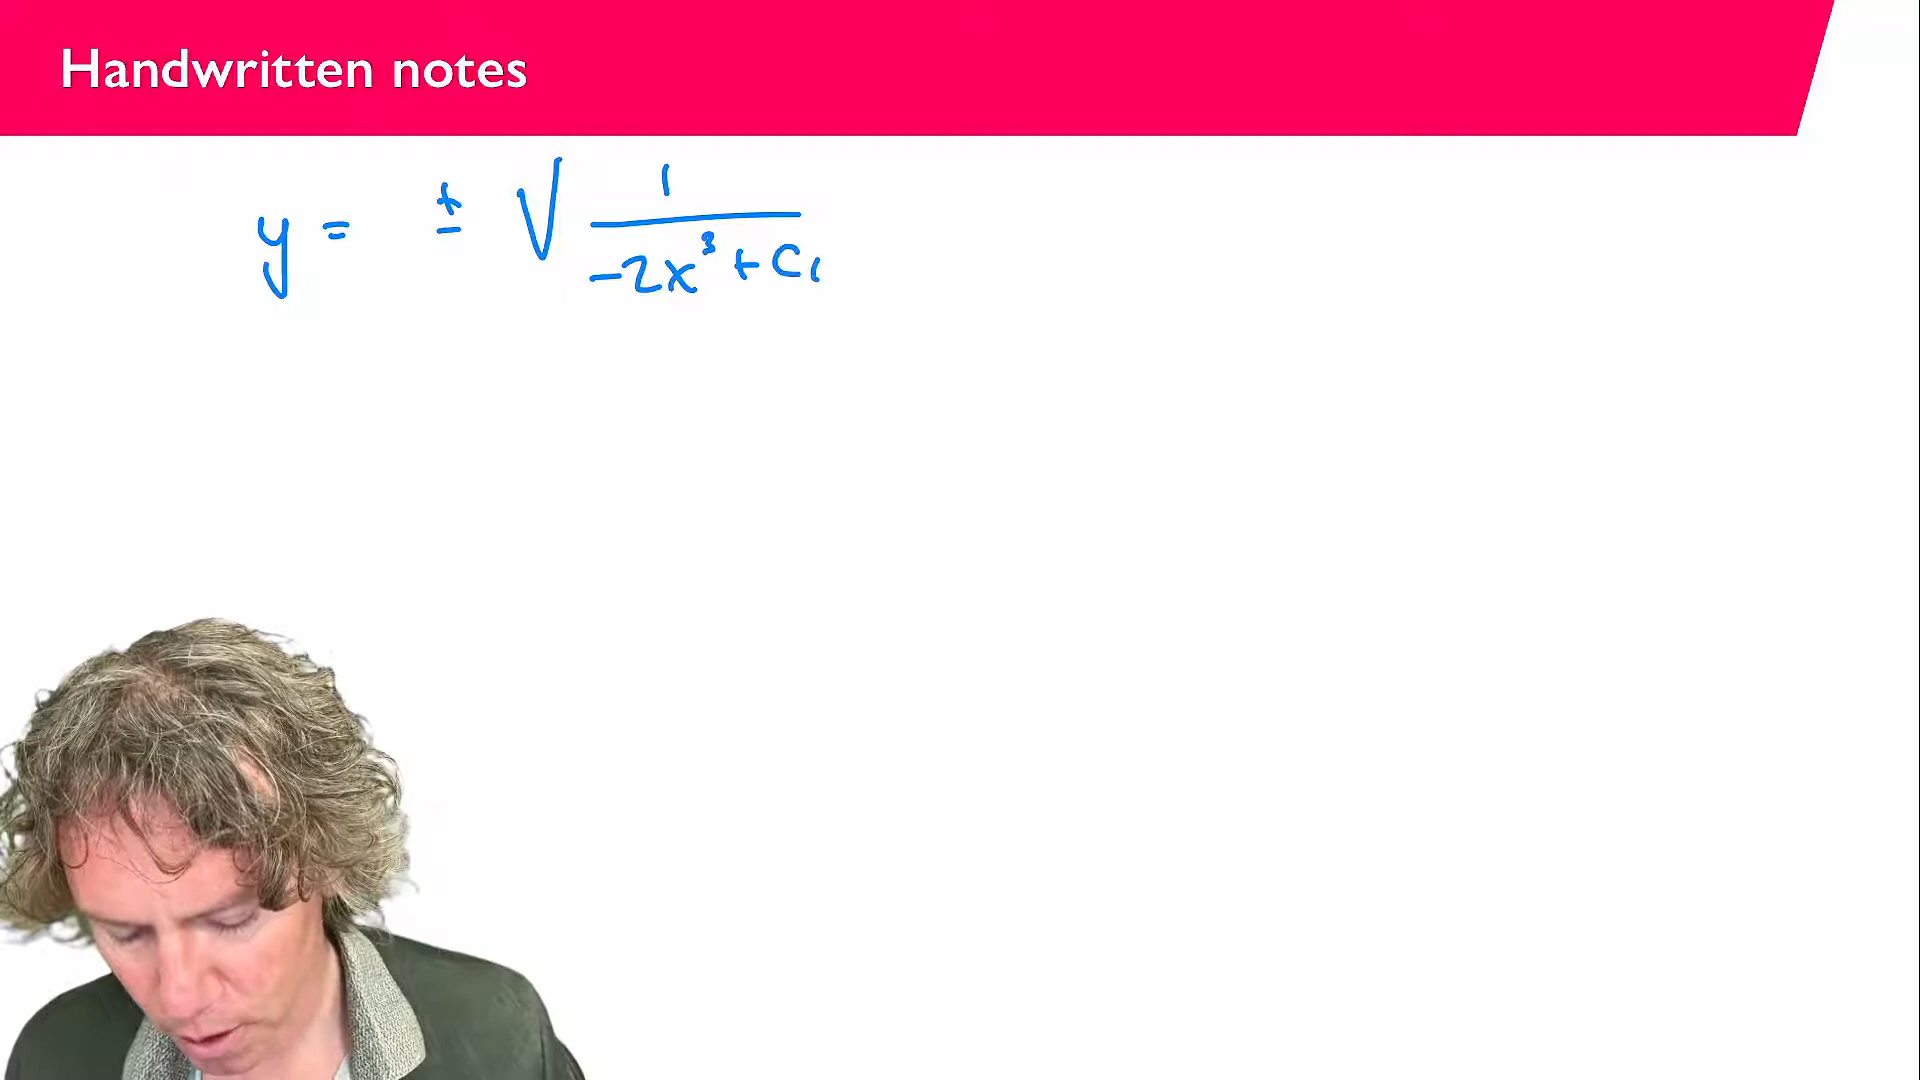 Handwritten notes
y = ± √ 1 / -2x³ + C₁